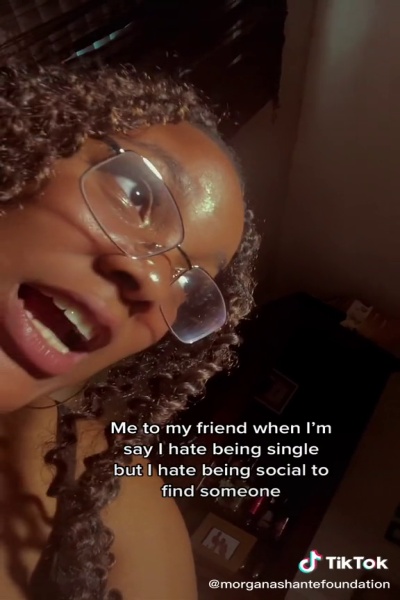 Me to my friend when I'm
say I hate being single
but I hate being social to
find someone
TikTok
@morganashantefoundation